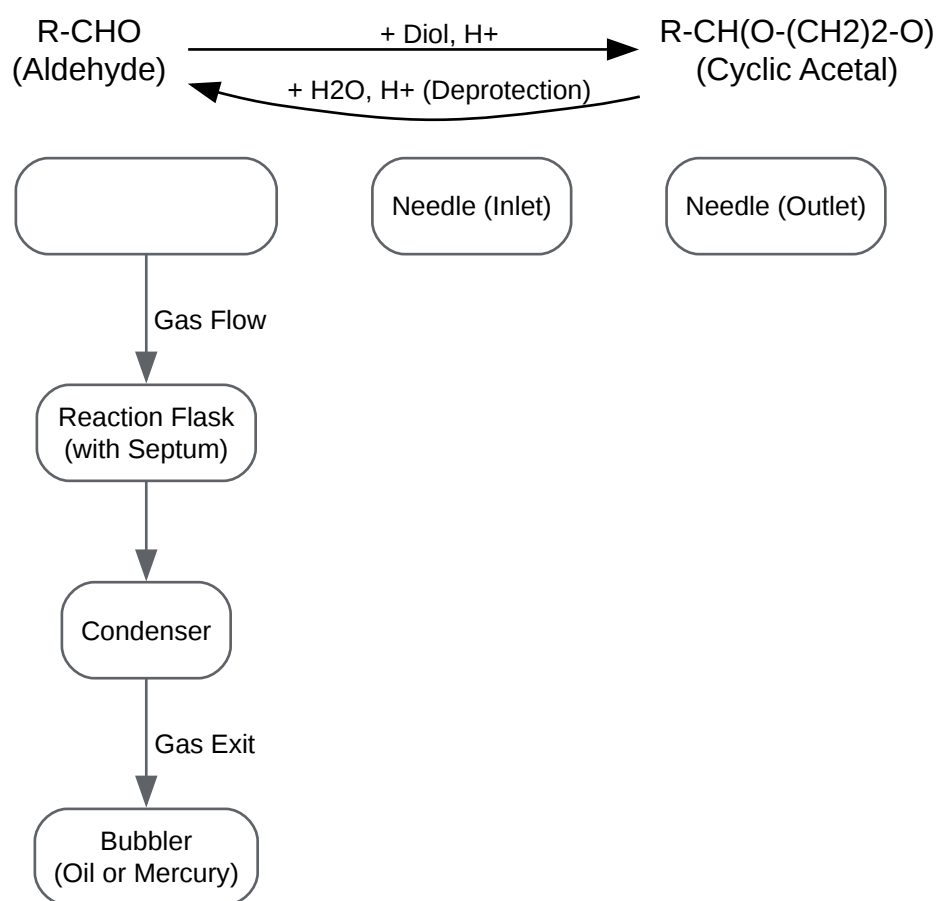 R-CHO
(Aldehyde)
+ Diol, H+
R-CH(O-(CH2)2-O)
(Cyclic Acetal)
+ H2O, H+ (Deprotection)
Needle (Inlet)
Needle (Outlet)
Gas Flow
Reaction Flask
(with Septum)
Condenser
Gas Exit
Bubbler
(Oil or Mercury)